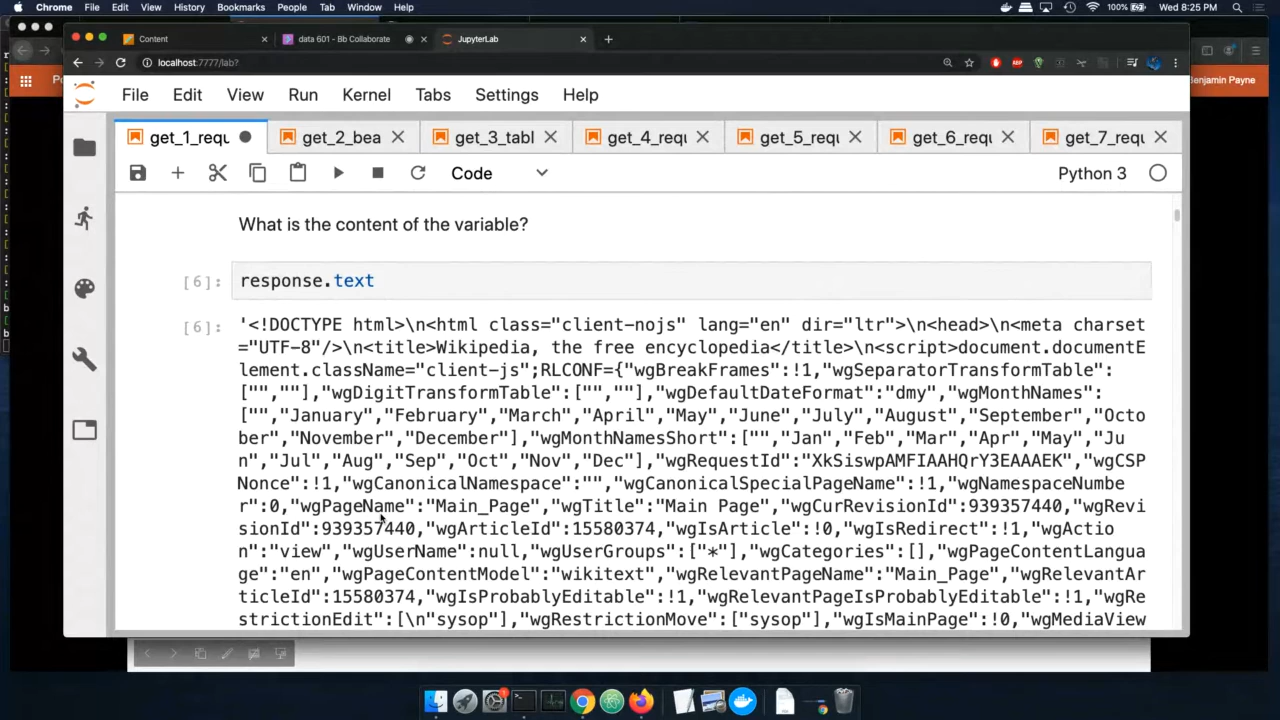 Chrome File Edit View History Bookmarks People Tab Window Help 100% Wed 8:25 PM
Content data 601 - Bb Collaborate JupyterLab
localhost:7777/lab?
Benjamin Payne
File Edit View Run Kernel Tabs Settings Help
get_1_requ get_2_bea get_3_tabl get_4_requ get_5_requ get_6_requ get_7_requ
Code Python 3
What is the content of the variable?
[6]: response.text
[6]: '<!DOCTYPE html>\n<html class="client-nojs" lang="en" dir="ltr">\n<head>\n<meta charset
="UTF-8"/>\n<title>Wikipedia, the free encyclopedia</title>\n<script>document.documentE
lement.className="client-js";RLCONF={"wgBreakFrames":!1,"wgSeparatorTransformTable":
["",""],"wgDigitTransformTable":["",""],"wgDefaultDateFormat":"dmy","wgMonthNames":
["","January","February","March","April","May","June","July","August","September","Octo
ber","November","December"],"wgMonthNamesShort":["","Jan","Feb","Mar","Apr","May","Ju
n","Jul","Aug","Sep","Oct","Nov","Dec"],"wgRequestId":"XkSiswpAMFIAAHQrY3EAAAEK","wgCSP
Nonce":!1,"wgCanonicalNamespace":"","wgCanonicalSpecialPageName":!1,"wgNamespaceNumbe
r":0,"wgPageName":"Main_Page","wgTitle":"Main Page","wgCurRevisionId":939357440,"wgRevi
sionId":939357440,"wgArticleId":15580374,"wgIsArticle":!0,"wgIsRedirect":!1,"wgActio
n":"view","wgUserName":null,"wgUserGroups":["*"],"wgCategories":[],"wgPageContentLangua
ge":"en","wgPageContentModel":"wikitext","wgRelevantPageName":"Main_Page","wgRelevantAr
ticleId":15580374,"wgIsProbablyEditable":!1,"wgRelevantPageIsProbablyEditable":!1,"wgRe
strictionEdit":[\n"sysop"],"wgRestrictionMove":["sysop"],"wgIsMainPage":!0,"wgMediaView